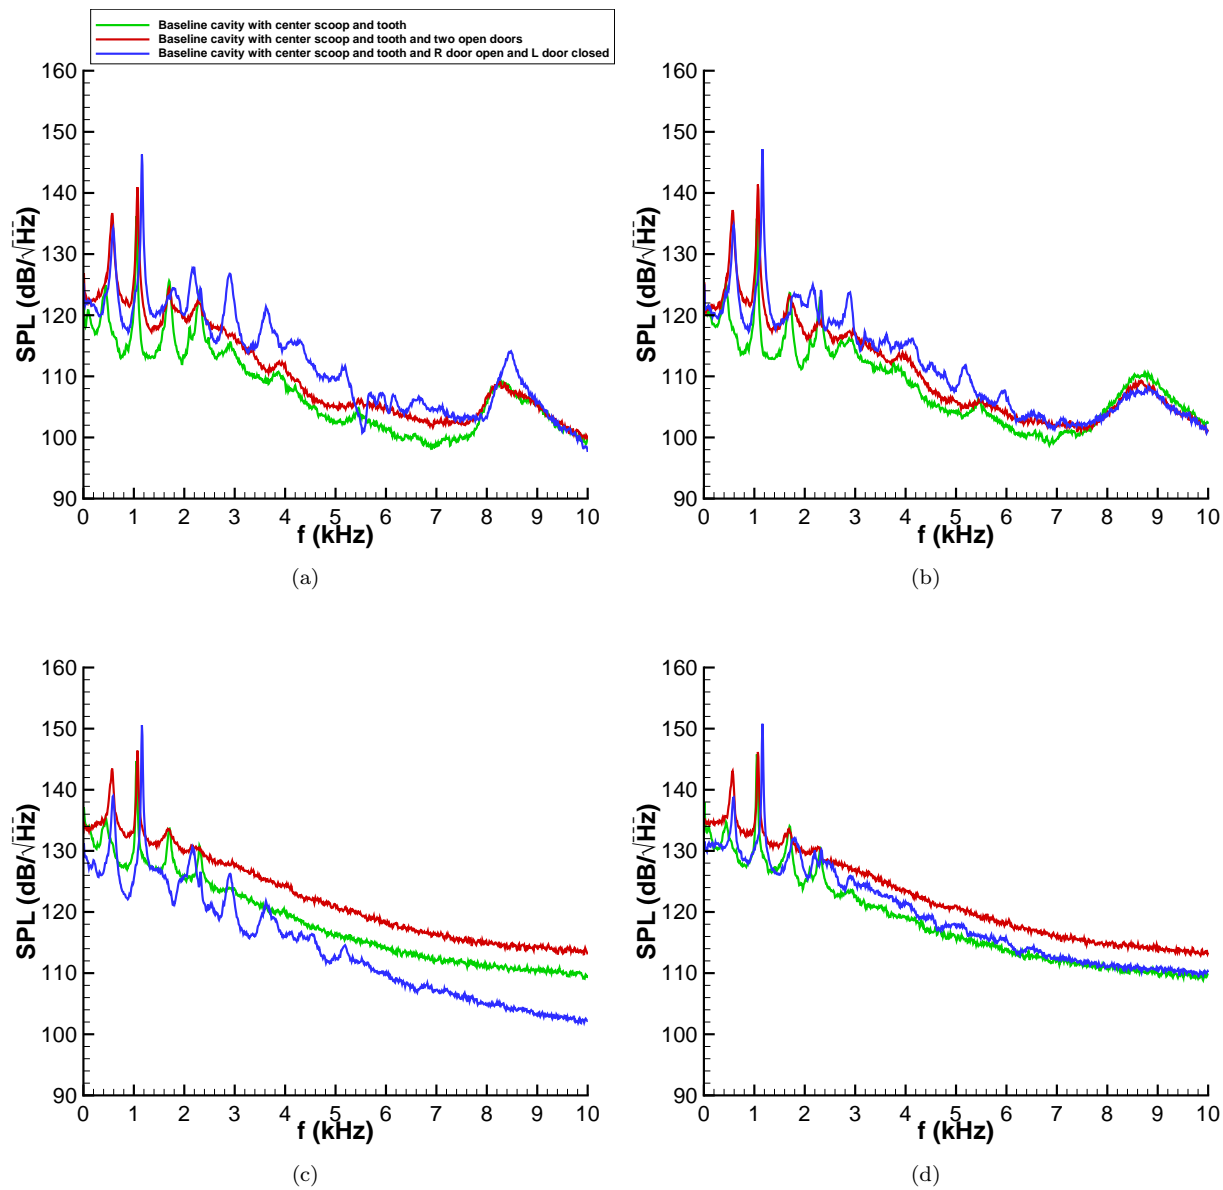 Baseline cavity with center scoop and tooth
Baseline cavity with center scoop and tooth and two open doors
Baseline cavity with center scoop and tooth and R door open and L door closed
160
150
140
130
120
110
100
90
SPL (dB/√Hz)
0 1 2 3 4 5 6 7 8 9 10
f (kHz)
(a)
160
150
140
130
120
110
100
90
SPL (dB/√Hz)
0 1 2 3 4 5 6 7 8 9 10
f (kHz)
(b)
160
150
140
130
120
110
100
90
SPL (dB/√Hz)
0 1 2 3 4 5 6 7 8 9 10
f (kHz)
(c)
160
150
140
130
120
110
100
90
SPL (dB/√Hz)
0 1 2 3 4 5 6 7 8 9 10
f (kHz)
(d)